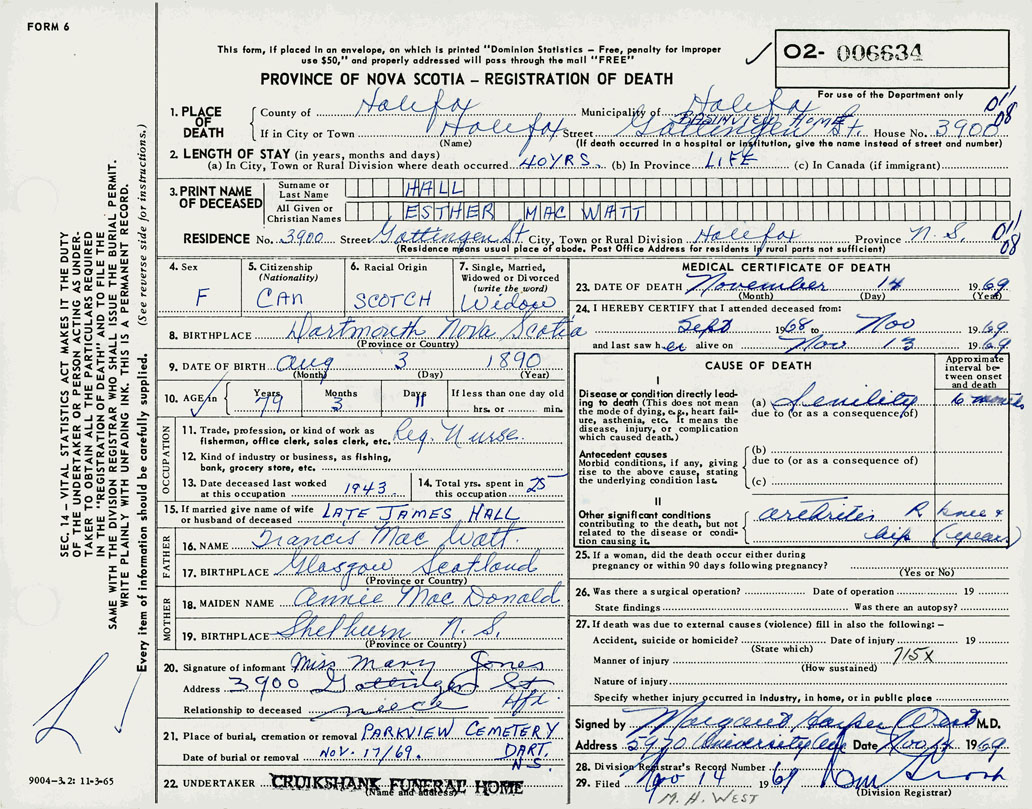 FORM 6
This form, if placed in an envelope, on which is printed "Dominion Statistics – Free, penalty for improper
use $50," and properly addressed will pass through the mail "FREE"
O2- 006634
PROVINCE OF NOVA SCOTIA – REGISTRATION OF DEATH
For use of the Department only
1. PLACE OF DEATH County of Halifax Municipality of Halifax 01/08
BASINVIEW HOME
If in City or Town Halifax Street Gottingen St. House No. 3900
(Name) (If death occurred in a hospital or institution, give the name instead of street and number)
2. LENGTH OF STAY (in years, months and days)
(a) In City, Town or Rural Division where death occurred 40 YRS. (b) In Province LIFE (c) In Canada (if immigrant)
3. PRINT NAME OF DECEASED Surname or Last Name HALL
All Given or Christian Names ESTHER MAC WATT
RESIDENCE No. 3900 Street Gottingen St City, Town or Rural Division Halifax Province N.S. 01/08
(Residence means usual place of abode. Post Office Address for residents in rural parts not sufficient)
4. Sex F
5. Citizenship (Nationality) CAN
6. Racial Origin SCOTCH
7. Single, Married, Widowed or Divorced (write the word) Widow
8. BIRTHPLACE Dartmouth Nova Scotia
(Province or Country)
9. DATE OF BIRTH Aug 3 1890
(Month) (Day) (Year)
10. AGE in Years 79 Months 3 Days 11 If less than one day old hrs. or min.
OCCUPATION
11. Trade, profession, or kind of work as fisherman, office clerk, sales clerk, etc. Reg. Nurse.
12. Kind of industry or business, as fishing, bank, grocery store, etc.
13. Date deceased last worked at this occupation 1943
14. Total yrs. spent in this occupation 25
15. If married give name of wife or husband of deceased LATE JAMES HALL
FATHER
16. NAME Francis Mac Watt.
17. BIRTHPLACE Glasgow Scotland
(Province or Country)
MOTHER
18. MAIDEN NAME Annie Mac Donald
19. BIRTHPLACE Shelburn N.S.
(Province or Country)
20. Signature of informant Miss Mary Jones
Address 3900 Gottingen St Hfx.
Relationship to deceased neice
21. Place of burial, cremation or removal PARKVIEW CEMETERY
Date of burial or removal NOV. 17/69. DART. N.S.
22. UNDERTAKER CRUIKSHANK FUNERAL HOME
(Name and address)
MEDICAL CERTIFICATE OF DEATH
23. DATE OF DEATH November 14 1969
(Month) (Day) (Year)
24. I HEREBY CERTIFY that I attended deceased from:
Sept 1968 to Nov 1969
and last saw her alive on Nov 13 1969
CAUSE OF DEATH
Approximate interval between onset and death
I
Disease or condition directly leading to death (This does not mean the mode of dying, e.g., heart failure, asthenia, etc. It means the disease, injury, or complication which caused death.)
(a) Senility 6 months
due to (or as a consequence of)
Antecedent causes
Morbid conditions, if any, giving rise to the above cause, stating the underlying condition last.
(b)
due to (or as a consequence of)
(c)
II
Other significant conditions contributing to the death, but not related to the disease or condition causing it.
arthritis R knee +
hip (years)
25. If a woman, did the death occur either during pregnancy or within 90 days following pregnancy?
(Yes or No)
26. Was there a surgical operation? Date of operation 19
State findings Was there an autopsy?
27. If death was due to external causes (violence) fill in also the following: –
Accident, suicide or homicide? Date of injury 19
(State which)
715X
Manner of injury
(How sustained)
Nature of injury
Specify whether injury occurred in industry, in home, or in public place
Signed by Margaret Harper West M.D.
Address 5970 University Ave Date Nov 14 1969
28. Division Registrar's Record Number
29. Filed Nov 14 1969
(Division Registrar)
M. H. WEST
SEC. 14 – VITAL STATISTICS ACT MAKES IT THE DUTY
OF THE UNDERTAKER OR PERSON ACTING AS UNDERTAKER
TO OBTAIN ALL THE PARTICULARS REQUIRED
IN THE "REGISTRATION OF DEATH" AND TO FILE THE
SAME WITH THE DIVISION REGISTRAR WHO SHALL ISSUE THE BURIAL PERMIT.
WRITE PLAINLY WITH UNFADING INK. THIS IS A PERMANENT RECORD.
Every item of information should be carefully supplied. (See reverse side for instructions.)
9004–3.2: 11-3-65